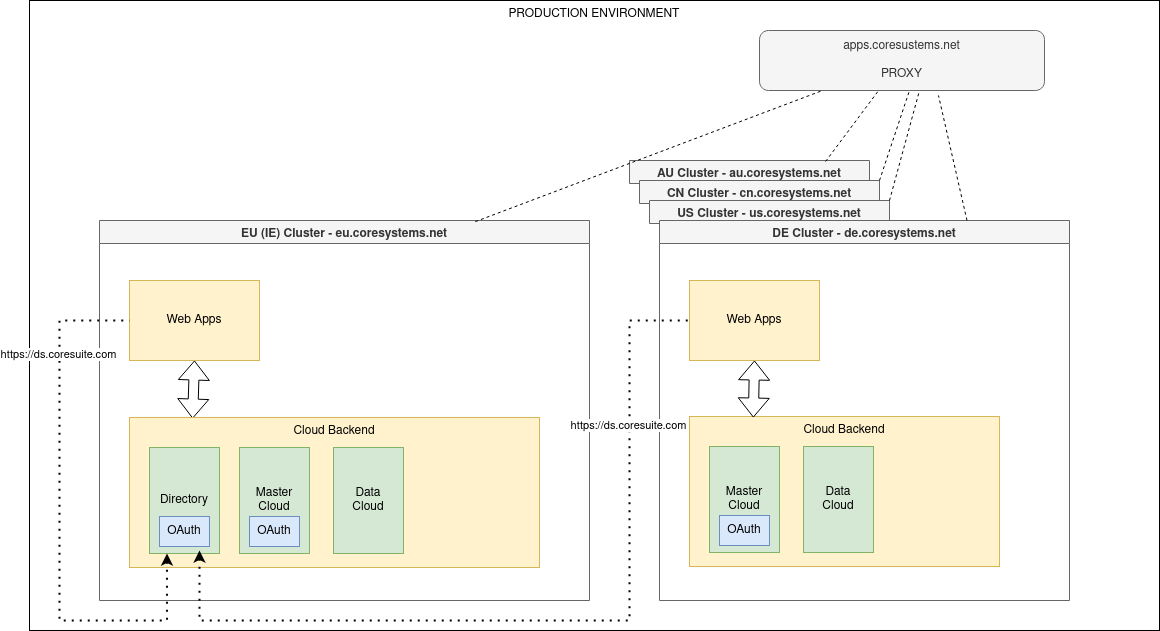 PRODUCTION ENVIRONMENT
apps.coresustems.net
PROXY
AU Cluster - au.coresystems.net
CN Cluster - cn.coresystems.net
US Cluster - us.coresystems.net
EU (IE) Cluster - eu.coresystems.net
DE Cluster - de.coresystems.net
Web Apps
Web Apps
https://ds.coresuite.com
https://ds.coresuite.com
Cloud Backend
Directory
OAuth
Master
Cloud
OAuth
Data
Cloud
Cloud Backend
Master
Cloud
OAuth
Data
Cloud